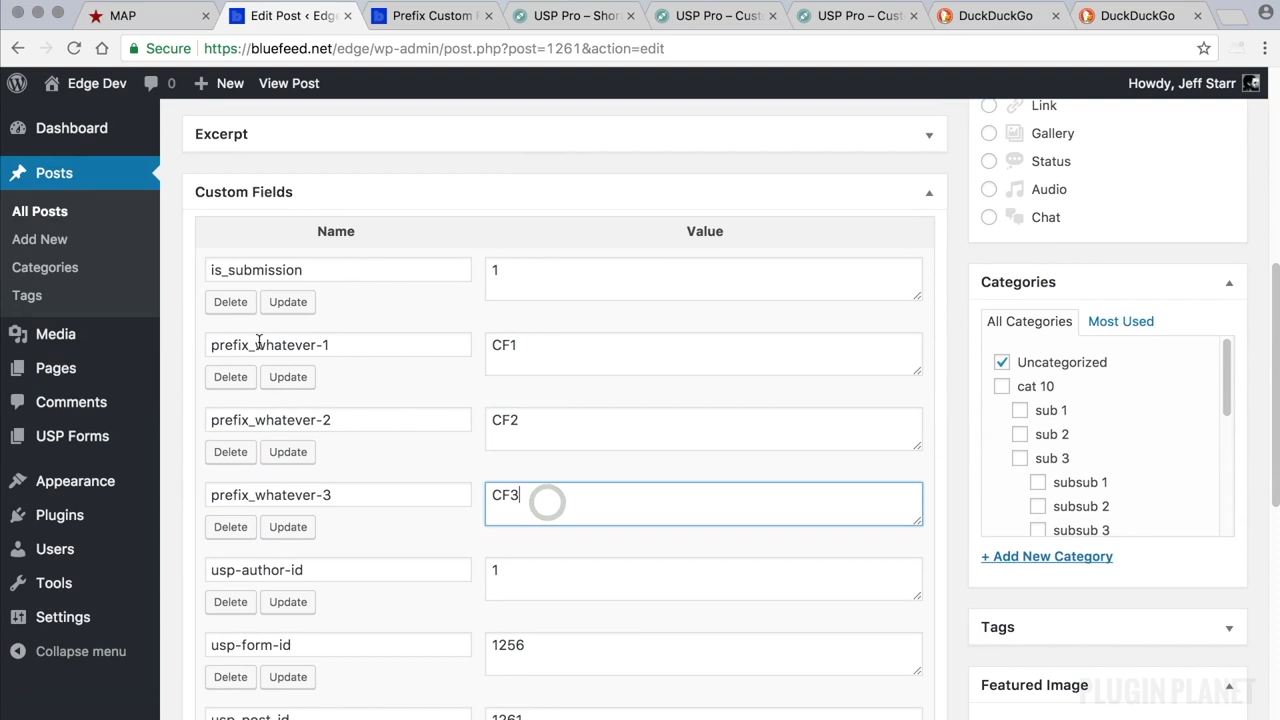 MAP
Edit Post ‹ Edge
Prefix Custom F
USP Pro – Shor
USP Pro – Cust
USP Pro – Cust
DuckDuckGo
DuckDuckGo
Secure https://bluefeed.net/edge/wp-admin/post.php?post=1261&action=edit
Edge Dev 0 New View Post Howdy, Jeff Starr
Dashboard
Posts
All Posts
Add New
Categories
Tags
Media
Pages
Comments
USP Forms
Appearance
Plugins
Users
Tools
Settings
Collapse menu
Excerpt
Custom Fields
Name Value
is_submission 1
Delete Update
prefix_whatever-1 CF1
Delete Update
prefix_whatever-2 CF2
Delete Update
prefix_whatever-3 CF3
Delete Update
usp-author-id 1
Delete Update
usp-form-id 1256
Delete Update
usp-post-id 1261
Link
Gallery
Status
Audio
Chat
Categories
All Categories Most Used
Uncategorized
cat 10
sub 1
sub 2
sub 3
subsub 1
subsub 2
subsub 3
+ Add New Category
Tags
Featured Image
PLUGIN PLANET